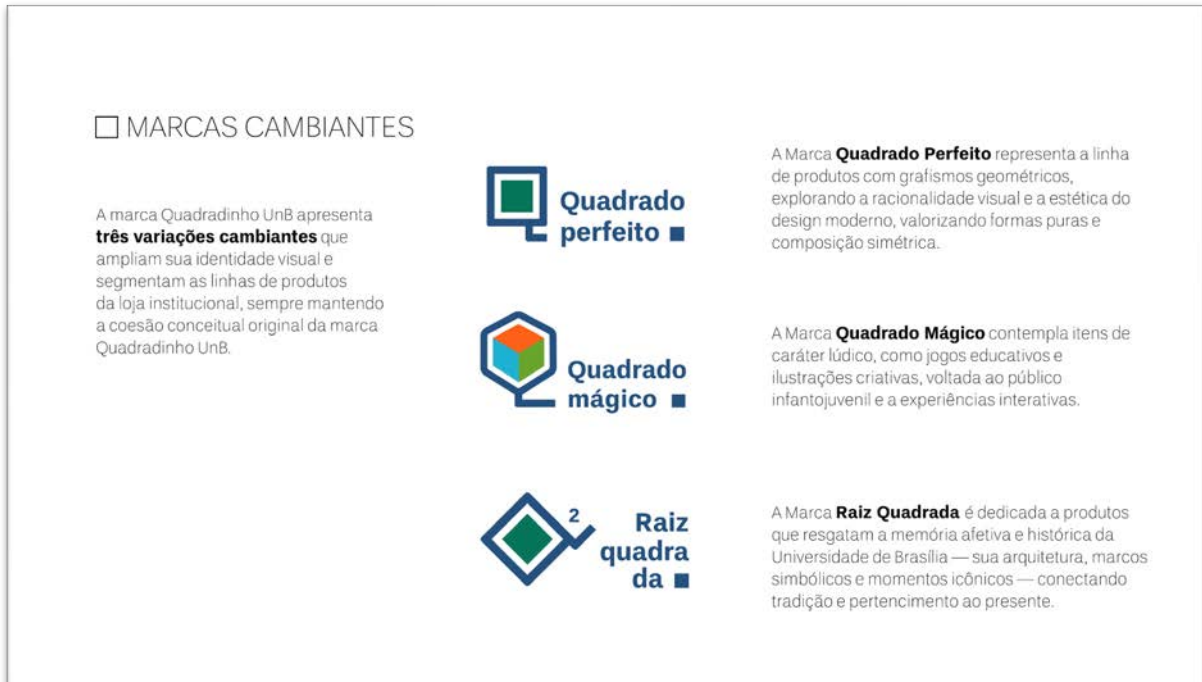 MARCAS CAMBIANTES
A marca Quadradinho UnB apresenta
três variações cambiantes que
ampliam sua identidade visual e
segmentam as linhas de produtos
da loja institucional, sempre mantendo
a coesão conceitual original da marca
Quadradinho UnB.
Quadrado
perfeito
A Marca Quadrado Perfeito representa a linha
de produtos com grafismos geométricos,
explorando a racionalidade visual e a estética do
design moderno, valorizando formas puras e
composição simétrica.
Quadrado
mágico
A Marca Quadrado Mágico contempla itens de
caráter lúdico, como jogos educativos e
ilustrações criativas, voltada ao público
infantojuvenil e a experiências interativas.
2
Raiz
quadra
da
A Marca Raiz Quadrada é dedicada a produtos
que resgatam a memória afetiva e histórica da
Universidade de Brasília — sua arquitetura, marcos
simbólicos e momentos icônicos — conectando
tradição e pertencimento ao presente.